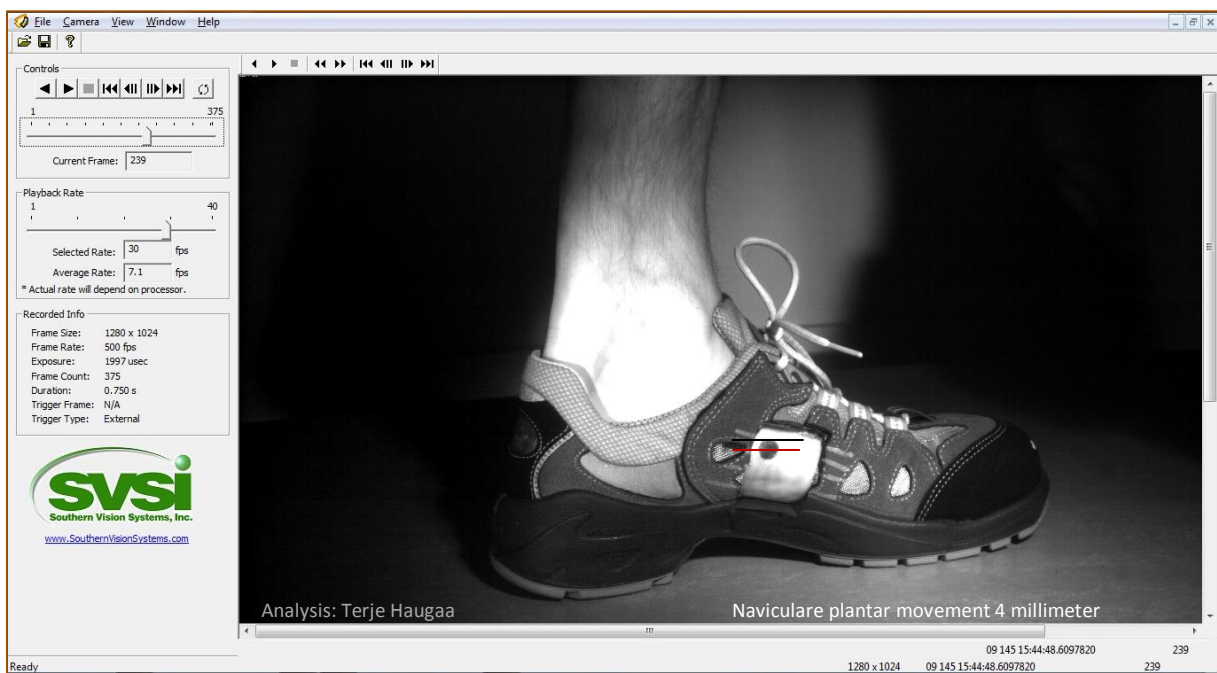 File Camera View Window Help
Controls
1 375
Current Frame: 239
Playback Rate
1 40
Selected Rate: 30 fps
Average Rate: 7.1 fps
* Actual rate will depend on processor.
Recorded Info
Frame Size: 1280 x 1024
Frame Rate: 500 fps
Exposure: 1997 usec
Frame Count: 375
Duration: 0.750 s
Trigger Frame: N/A
Trigger Type: External
SVSi
Southern Vision Systems, Inc.
www.SouthernVisionSystems.com
Analysis: Terje Haugaa
Naviculare plantar movement 4 millimeter
09 145 15:44:48.6097820 239
Ready 1280 x 1024 09 145 15:44:48.6097820 239